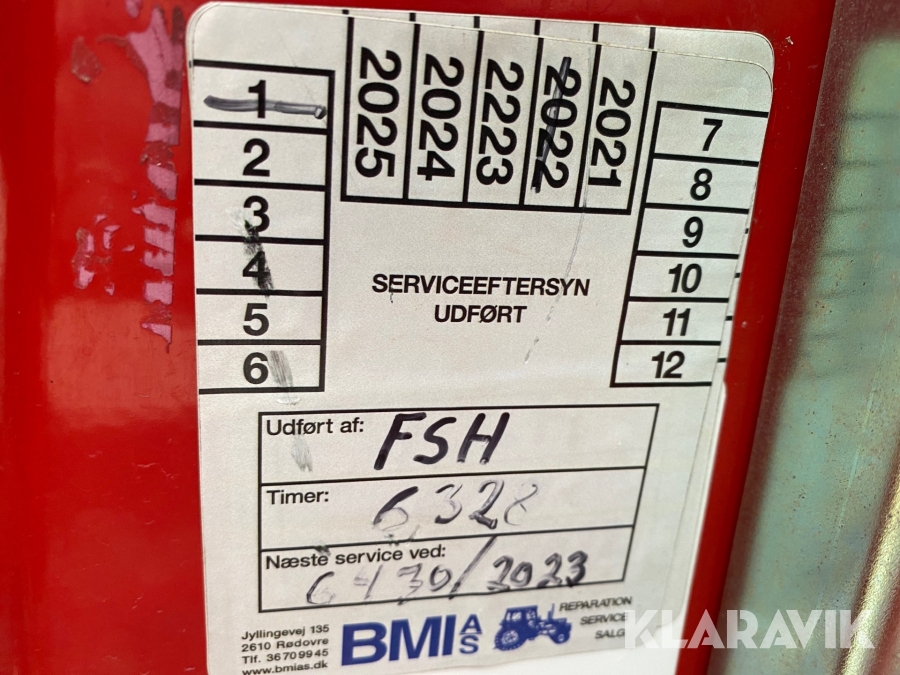 1
2
3
4
5
6
2025
2024
2223
2022
2021
7
8
9
10
11
12
SERVICEEFTERSYN
UDFØRT
Udført af: FSH
Timer: 6328
Næste service ved:
6430/2023
Jyllingevej 135
2610 Rødovre
Tlf. 36709945
www.bmias.dk
BMI A/S
REPARATION
SERVICE
SALG
KLARAVIK